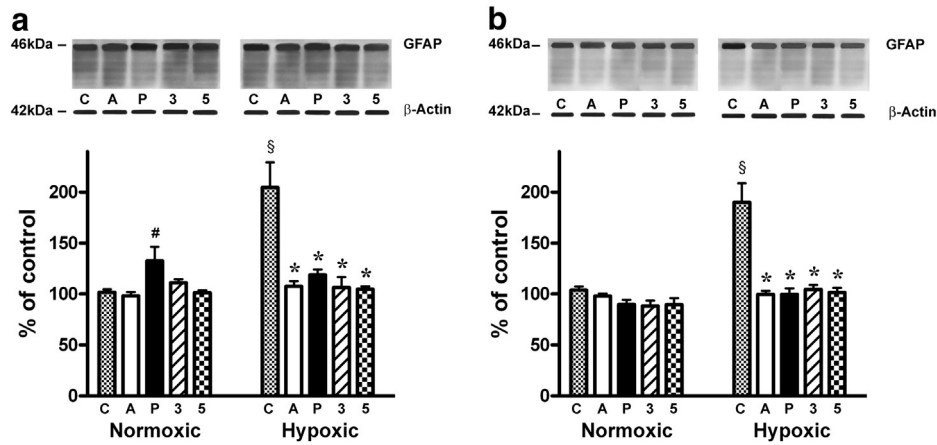 a
46kDa – GFAP
C A P 3 5 C A P 3 5
42kDa – β-Actin
% of control
200
150
100
50
0
§
#
* * * *
C A P 3 5 C A P 3 5
Normoxic Hypoxic
b
46kDa – GFAP
C A P 3 5 C A P 3 5
42kDa – β-Actin
% of control
200
150
100
50
0
§
* * * *
C A P 3 5 C A P 3 5
Normoxic Hypoxic